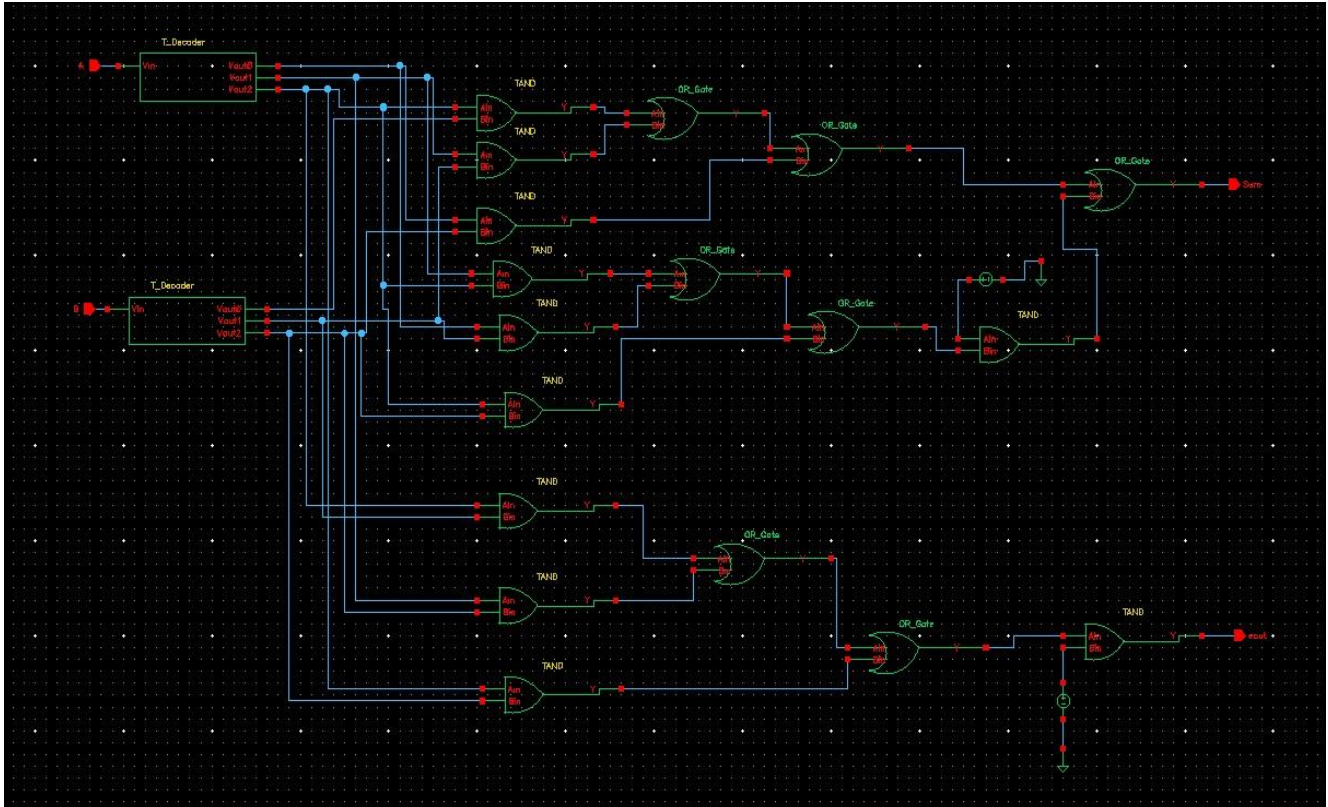 T_Decoder
A
Vin
Vout0
Vout1
Vout2
TAND
Ain
Bin
Y
OR_Gate
Ain
Bin
Y
TAND
Ain
Bin
Y
OR_Gate
Ain
Bin
Y
OR_Gate
Ain
Bin
Y
Sum
TAND
Ain
Bin
Y
TAND
Ain
Bin
Y
OR_Gate
Ain
Bin
Y
T_Decoder
B
Vin
Vout0
Vout1
Vout2
TAND
Ain
Bin
Y
OR_Gate
Ain
Bin
Y
TAND
Ain
Bin
Y
TAND
Ain
Bin
Y
TAND
Ain
Bin
Y
OR_Gate
Ain
Bin
Y
TAND
Ain
Bin
Y
OR_Gate
Ain
Bin
Y
TAND
Ain
Bin
Y
cout
TAND
Ain
Bin
Y